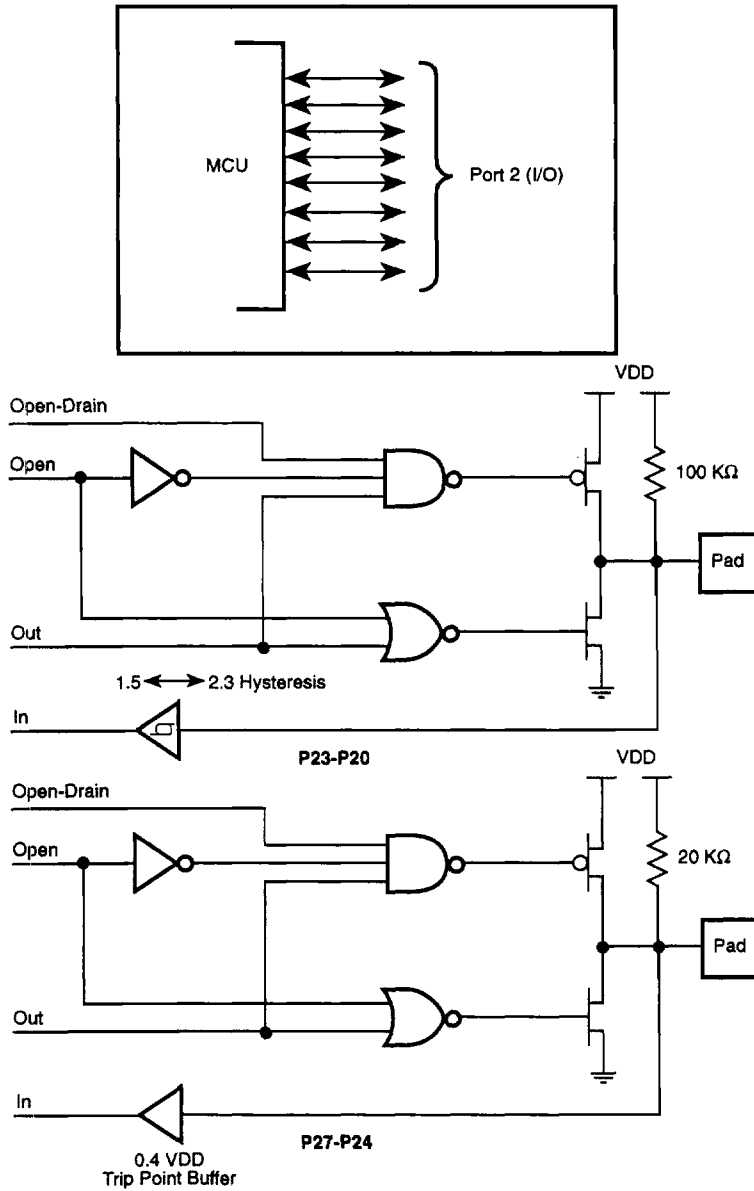 MCU
Port 2 (I/O)
VDD
Open-Drain
Open
100 KΩ
Pad
Out
1.5 2.3 Hysteresis
In
P23-P20
VDD
Open-Drain
Open
20 KΩ
Pad
Out
In
P27-P24
0.4 VDD
Trip Point Buffer